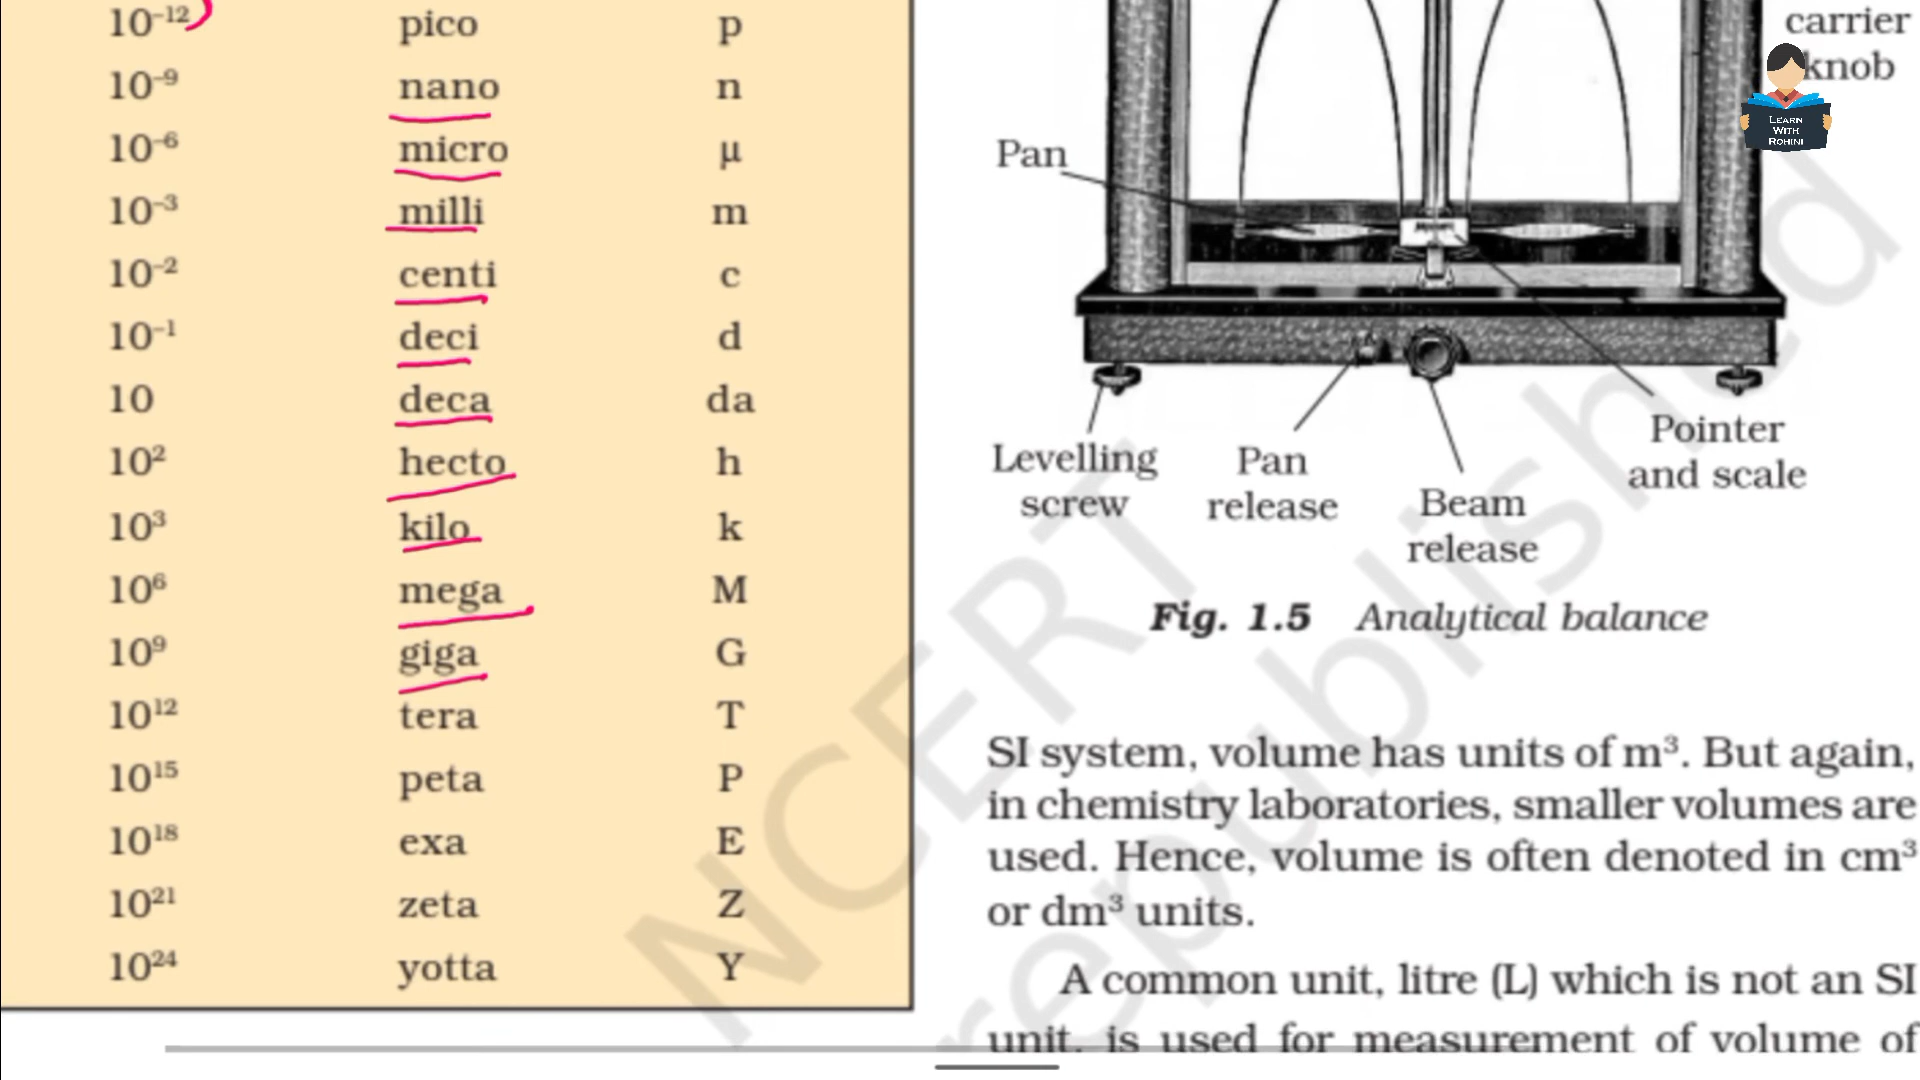 10⁻¹² pico p
10⁻⁹ nano n
10⁻⁶ micro µ
10⁻³ milli m
10⁻² centi c
10⁻¹ deci d
10 deca da
10² hecto h
10³ kilo k
10⁶ mega M
10⁹ giga G
10¹² tera T
10¹⁵ peta P
10¹⁸ exa E
10²¹ zeta Z
10²⁴ yotta Y
carrier
knob
LEARN
WITH
ROHINI
Pan
Levelling
screw
Pan
release
Beam
release
Pointer
and scale
Fig. 1.5 Analytical balance
SI system, volume has units of m³. But again,
in chemistry laboratories, smaller volumes are
used. Hence, volume is often denoted in cm³
or dm³ units.
A common unit, litre (L) which is not an SI
unit, is used for measurement of volume of
NCERT
republished